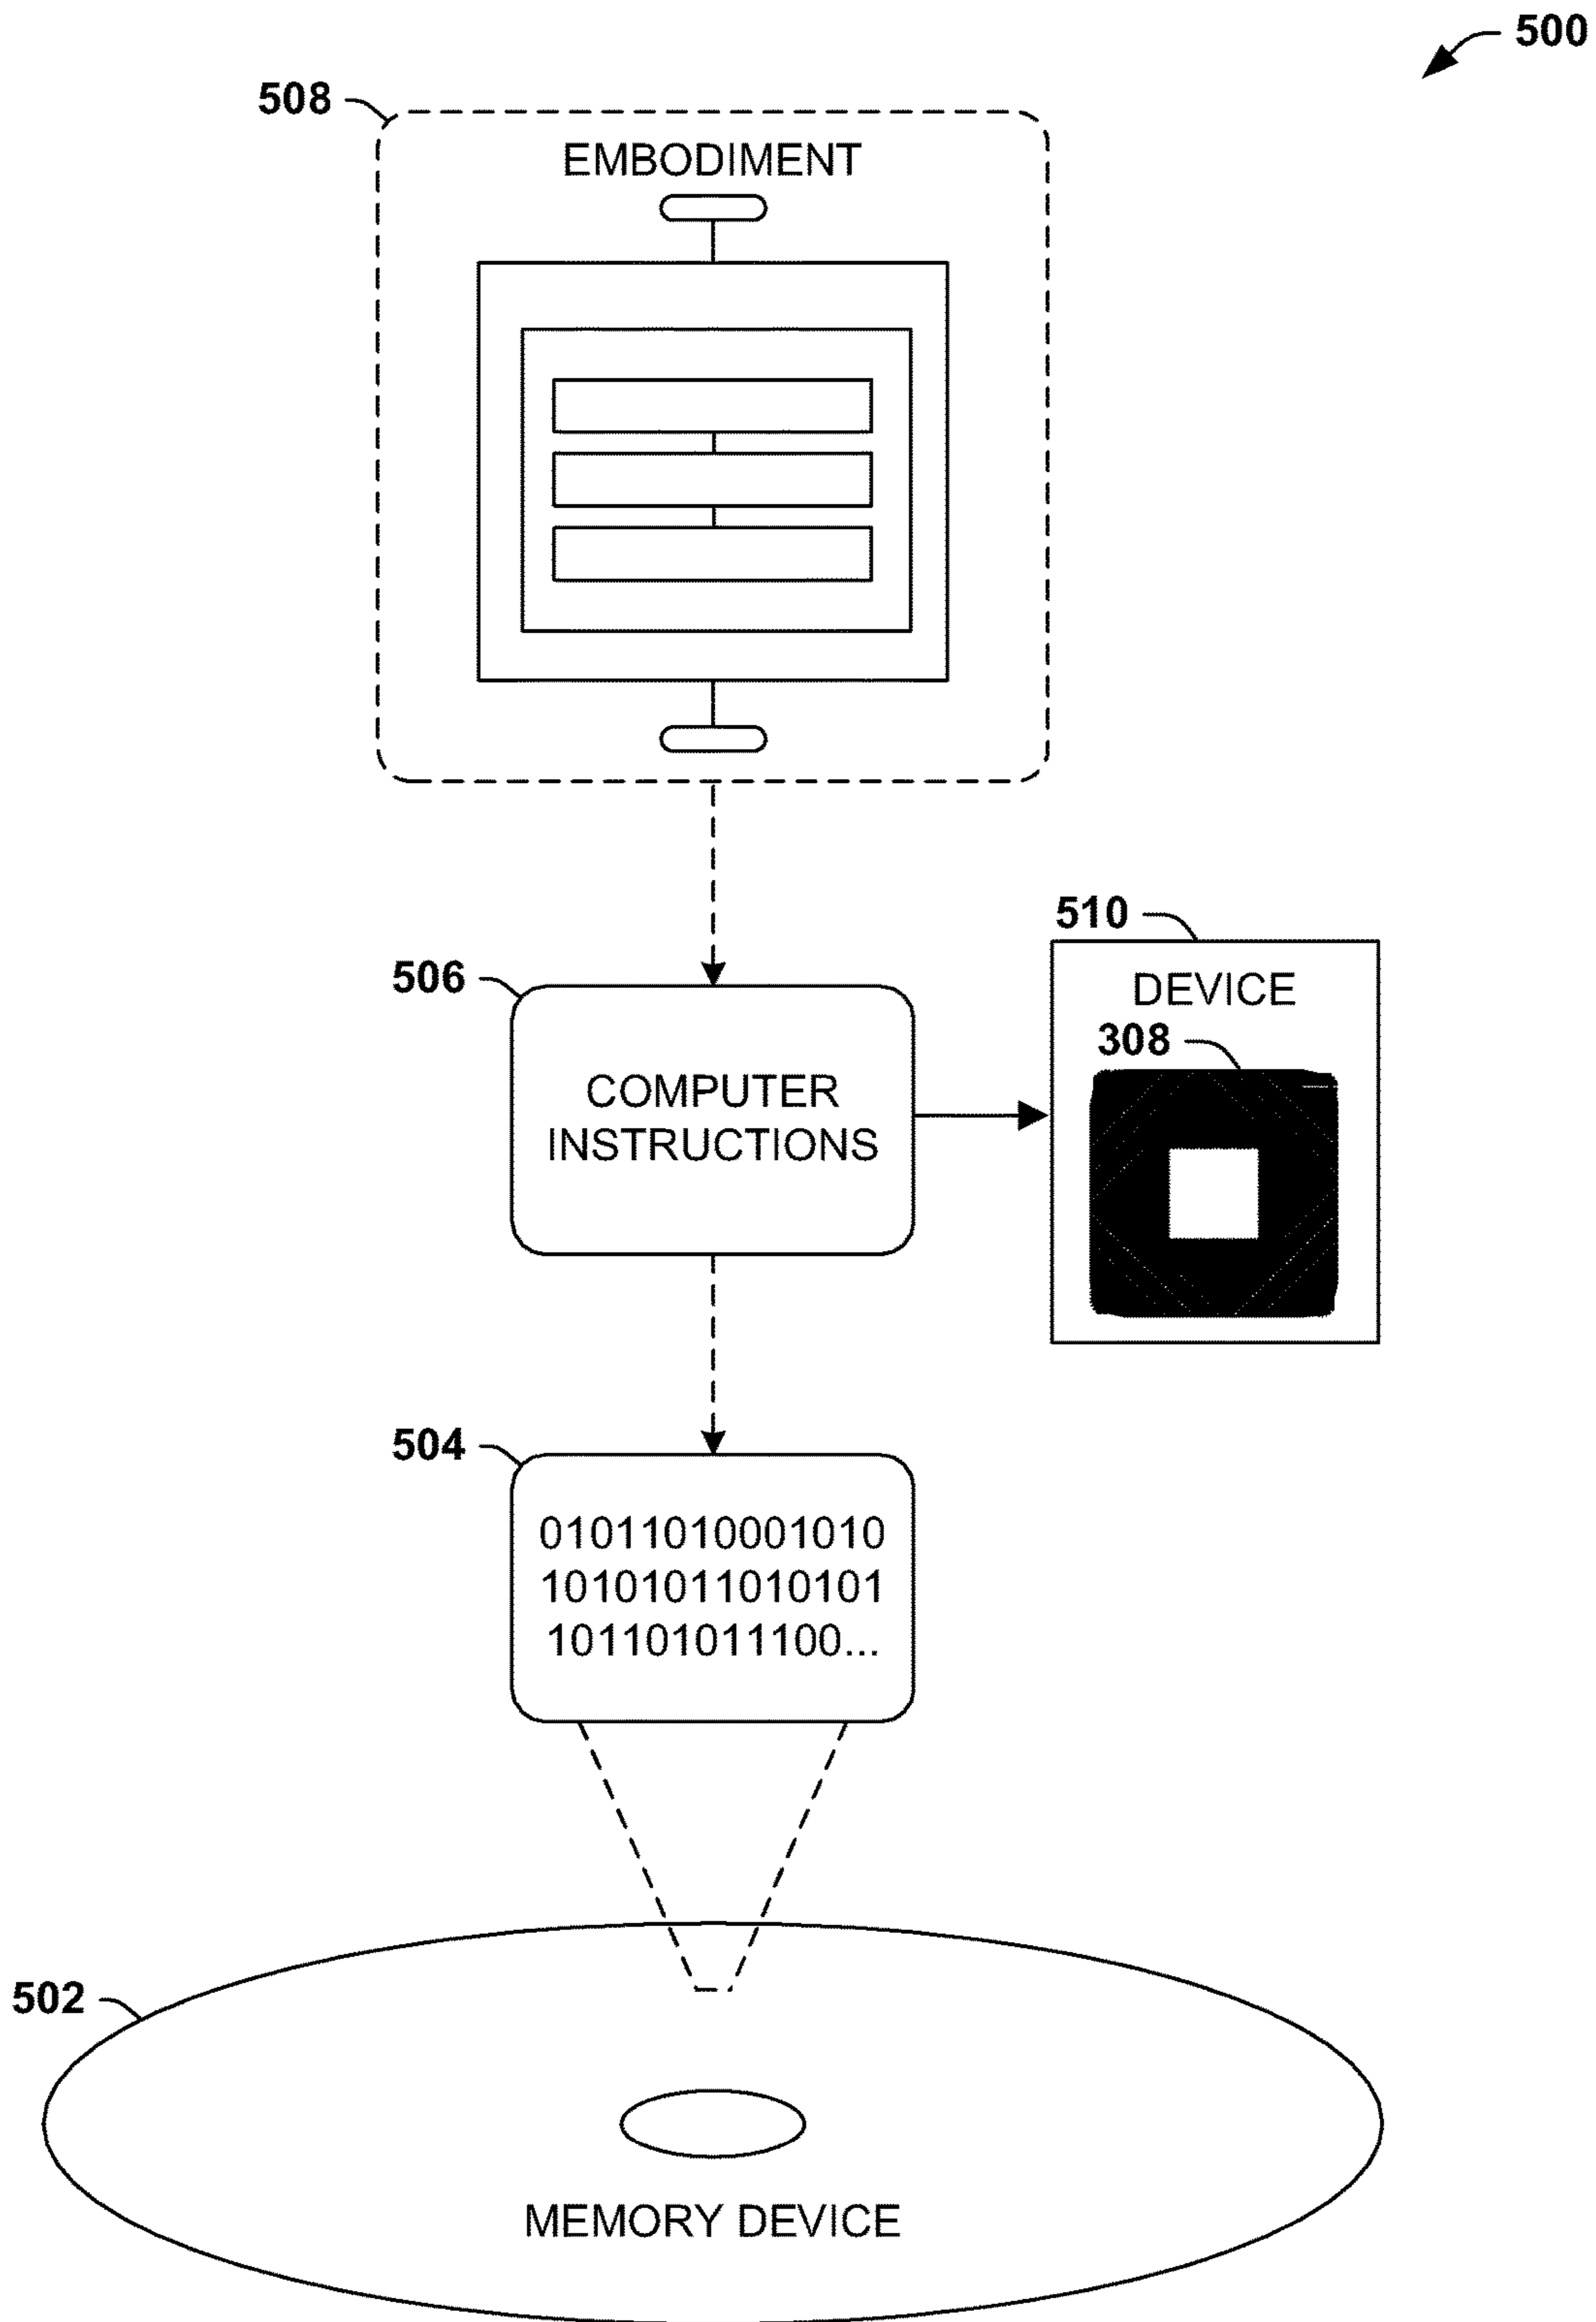 500
508
EMBODIMENT
510
506
DEVICE
308
COMPUTER
INSTRUCTIONS
504
01011010001010
10101011010101
101101011100...
502
MEMORY DEVICE